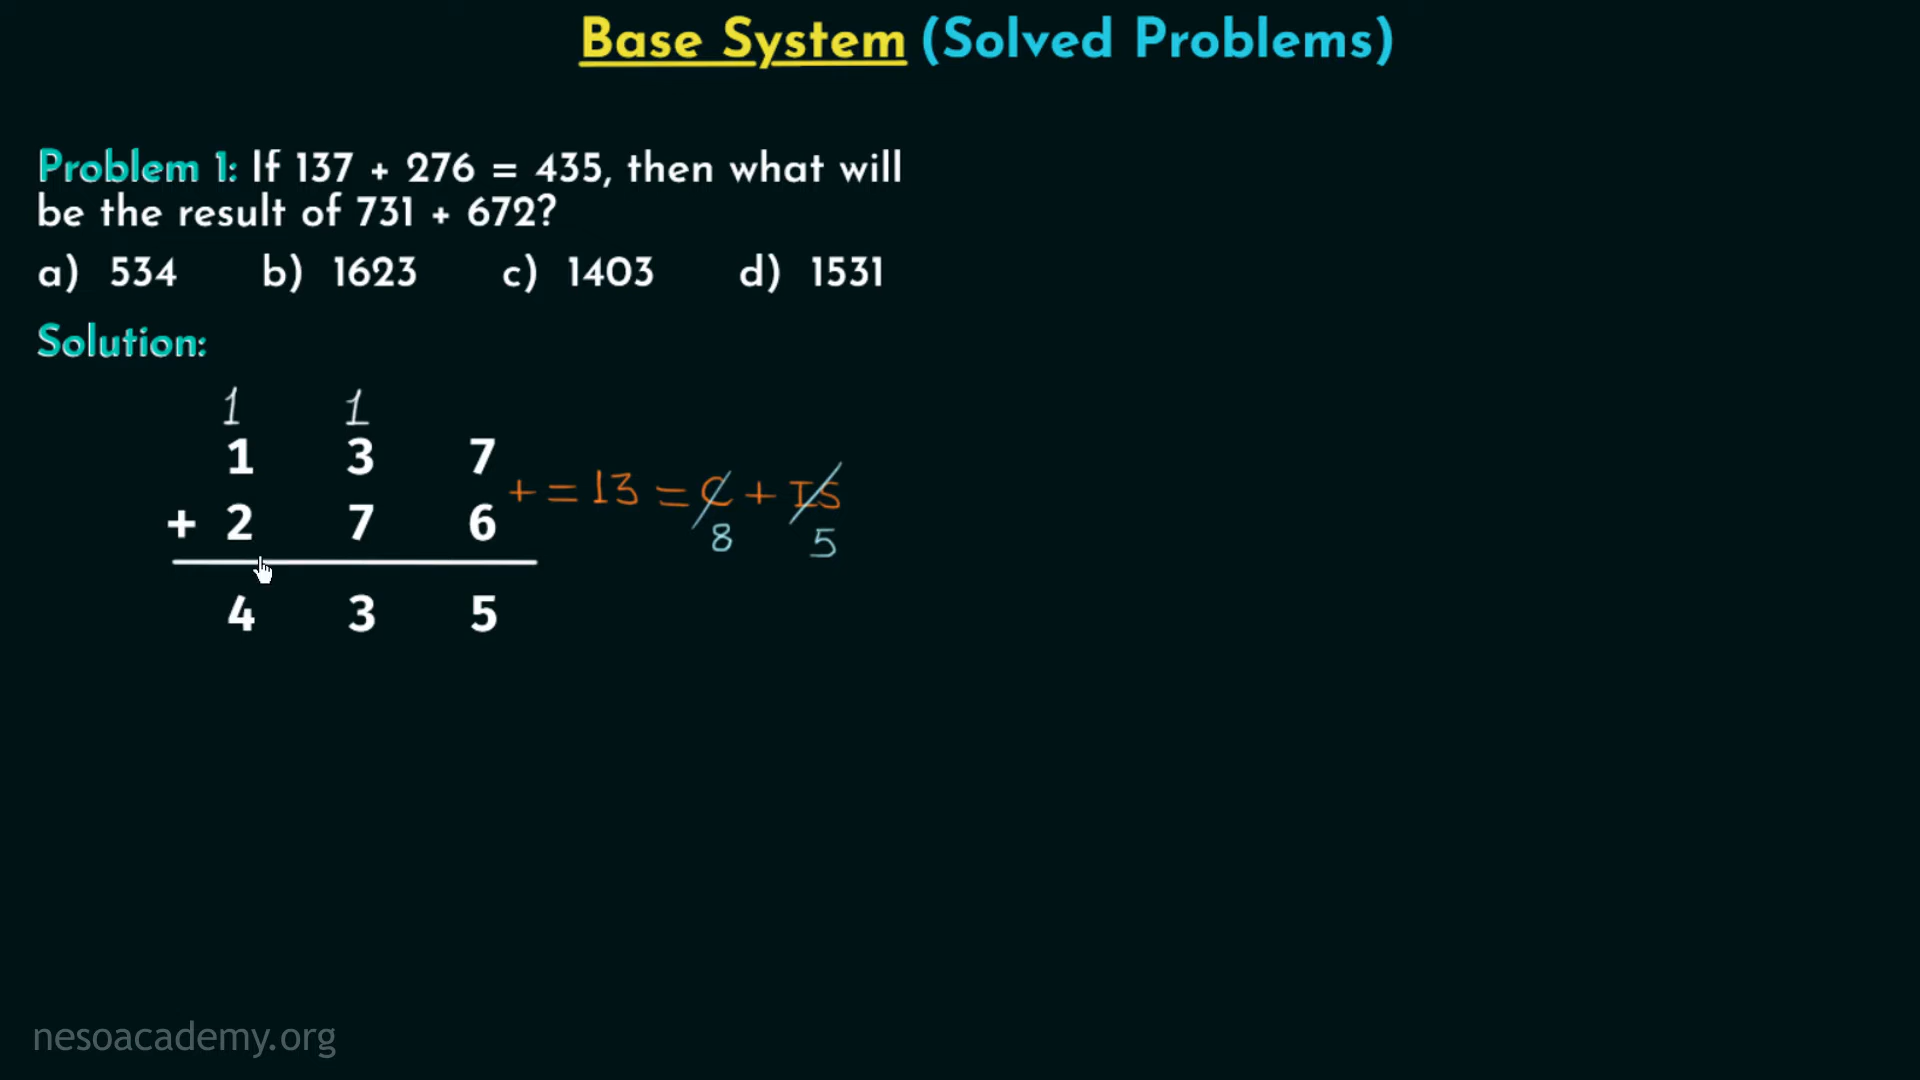 Base System (Solved Problems)
Problem 1: If 137 + 276 = 435, then what will
be the result of 731 + 672?
a) 534 b) 1623 c) 1403 d) 1531
Solution:
1 1
1 3 7
+ = 13 = C + IS
+ 2 7 6
8 5
4 3 5
nesoacademy.org